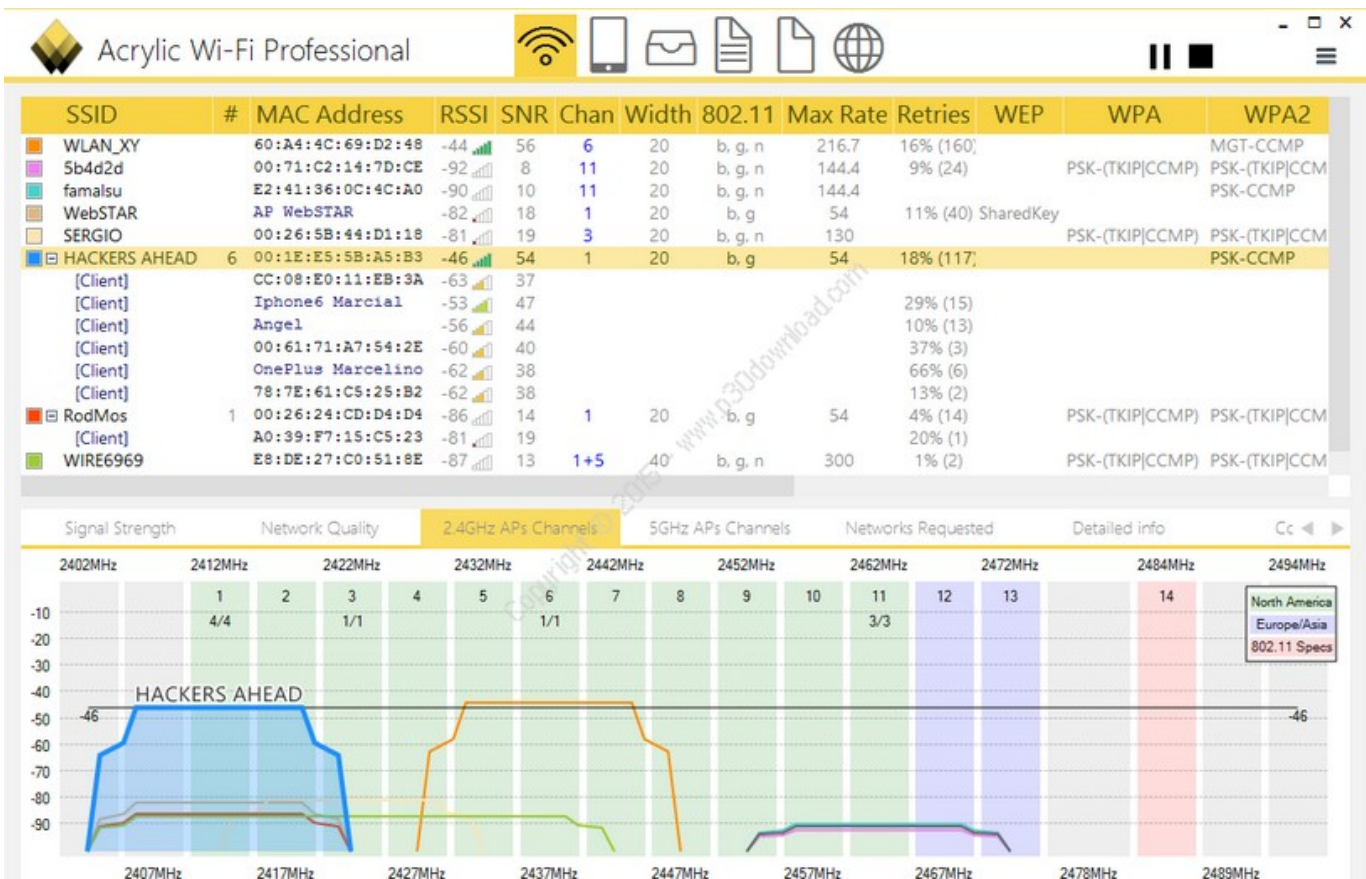 Acrylic Wi-Fi Professional
SSID # MAC Address RSSI SNR Chan Width 802.11 Max Rate Retries WEP WPA WPA2
WLAN_XY 60:A4:4C:69:D2:48 -44 56 6 20 b, g, n 216.7 16% (160) MGT-CCMP
5b4d2d 00:71:C2:14:7D:CE -92 8 11 20 b, g, n 144.4 9% (24) PSK-(TKIP|CCMP) PSK-(TKIP|CCM
famalsu E2:41:36:0C:4C:A0 -90 10 11 20 b, g, n 144.4 PSK-CCMP
WebSTAR AP WebSTAR -82 18 1 20 b, g 54 11% (40) SharedKey
SERGIO 00:26:5B:44:D1:18 -81 19 3 20 b, g, n 130 PSK-(TKIP|CCMP) PSK-(TKIP|CCM
HACKERS AHEAD 6 00:1E:E5:5B:A5:B3 -46 54 1 20 b, g 54 18% (117) PSK-CCMP
[Client] CC:08:E0:11:EB:3A -63 37
[Client] Iphone6 Marcial -53 47 29% (15)
[Client] Angel -56 44 10% (13)
[Client] 00:61:71:A7:54:2E -60 40 37% (3)
[Client] OnePlus Marcelino -62 38 66% (6)
[Client] 78:7E:61:C5:25:B2 -62 38 13% (2)
RodMos 1 00:26:24:CD:D4:D4 -86 14 1 20 b, g 54 4% (14) PSK-(TKIP|CCMP) PSK-(TKIP|CCM
[Client] A0:39:F7:15:C5:23 -81 19 20% (1)
WIRE6969 E8:DE:27:C0:51:8E -87 13 1+5 40 b, g, n 300 1% (2) PSK-(TKIP|CCMP) PSK-(TKIP|CCM
Copyright © 2015 - www.p30download.com
Signal Strength Network Quality 2.4GHz APs Channels 5GHz APs Channels Networks Requested Detailed info Cc
2402MHz 2412MHz 2422MHz 2432MHz 2442MHz 2452MHz 2462MHz 2472MHz 2484MHz 2494MHz
1 2 3 4 5 6 7 8 9 10 11 12 13 14
4/4 1/1 1/1 3/3
North America
Europe/Asia
802.11 Specs
-10
-20
-30
-40
HACKERS AHEAD
-46 -46
-50
-60
-70
-80
-90
2407MHz 2417MHz 2427MHz 2437MHz 2447MHz 2457MHz 2467MHz 2478MHz 2489MHz